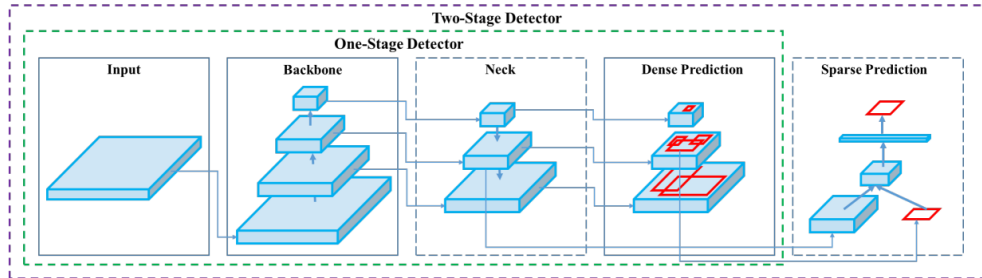 Two-Stage Detector
One-Stage Detector
Input
Backbone
Neck
Dense Prediction
Sparse Prediction